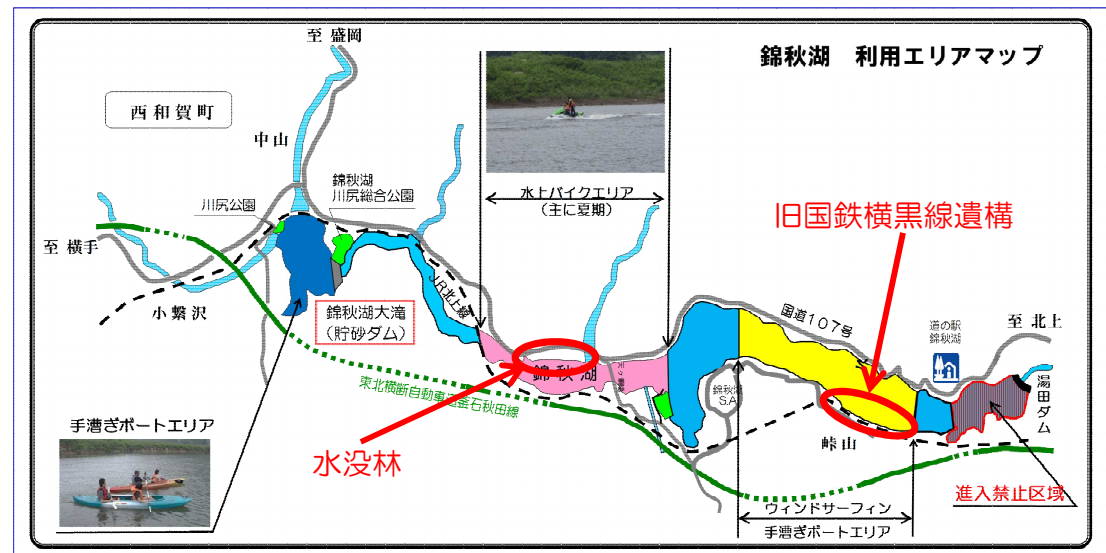 錦秋湖　利用エリアマップ
至 盛岡
西和賀町
中山
錦秋湖
川尻総合公園
川尻公園
至 横手
小繋沢
錦秋湖大滝
（貯砂ダム）
JR北上線
水上バイクエリア
（主に夏期）
旧国鉄横黒線遺構
国道107号
道の駅
錦秋湖
至 北上
湯田ダム
錦秋湖
錦秋湖
S.A
東北横断自動車道釜石秋田線
峠山
手漕ぎボートエリア
水没林
進入禁止区域
ウィンドサーフィン
手漕ぎボートエリア